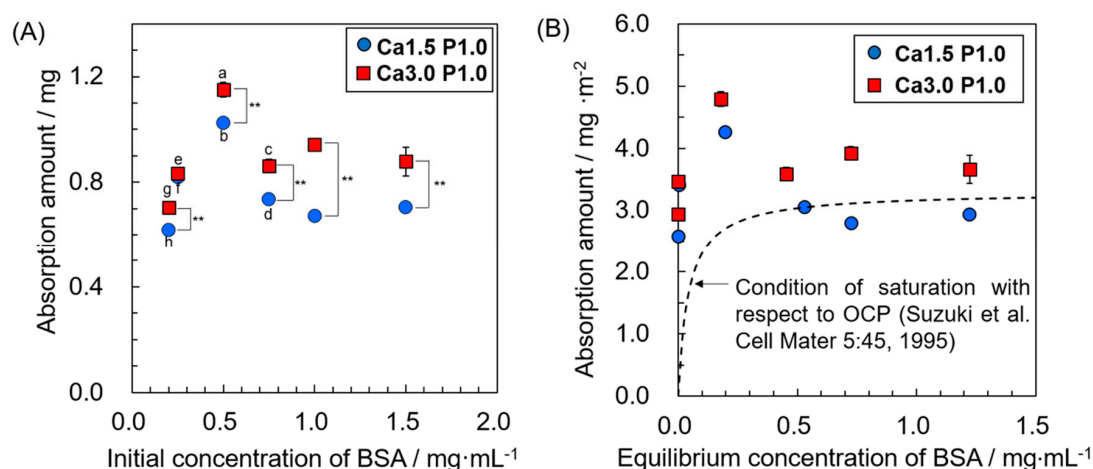 (A)
Ca1.5 P1.0
Ca3.0 P1.0
Absorption amount / mg
1.2
0.8
0.4
0.0
a
**
b
e
f
g
**
h
c
**
d
**
**
0.0 0.5 1.0 1.5 2.0
Initial concentration of BSA / mg·mL-1
(B)
Ca1.5 P1.0
Ca3.0 P1.0
Absorption amount / mg ·m-2
6.0
5.0
4.0
3.0
2.0
1.0
0.0
Condition of saturation with
respect to OCP (Suzuki et al.
Cell Mater 5:45, 1995)
0.0 0.5 1.0 1.5
Equilibrium concentration of BSA / mg·mL-1